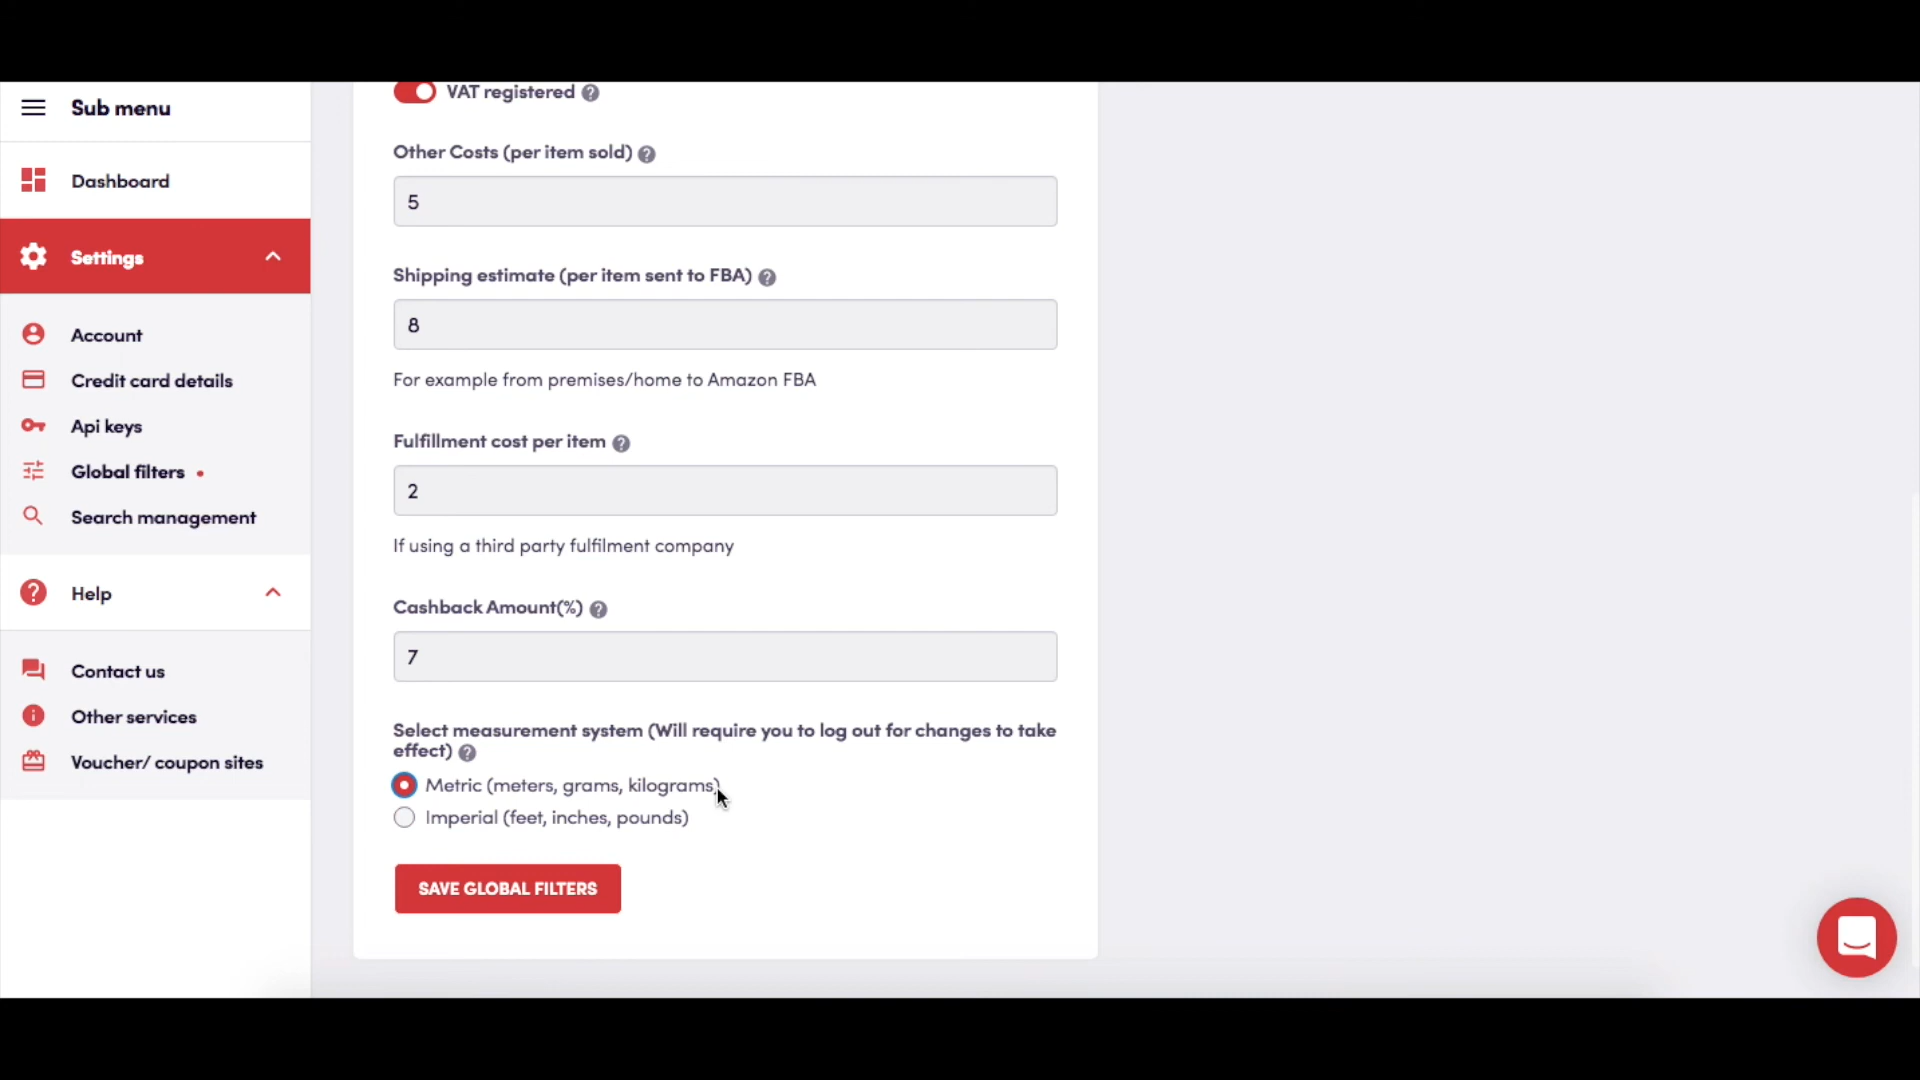 Sub menu
Dashboard
Settings
Account
Credit card details
Api keys
Global filters
Search management
Help
Contact us
Other services
Voucher/ coupon sites
VAT registered ?
Other Costs (per item sold) ?
5
Shipping estimate (per item sent to FBA) ?
8
For example from premises/home to Amazon FBA
Fulfillment cost per item ?
2
If using a third party fulfilment company
Cashback Amount(%) ?
7
Select measurement system (Will require you to log out for changes to take
effect) ?
Metric (meters, grams, kilograms)
Imperial (feet, inches, pounds)
SAVE GLOBAL FILTERS